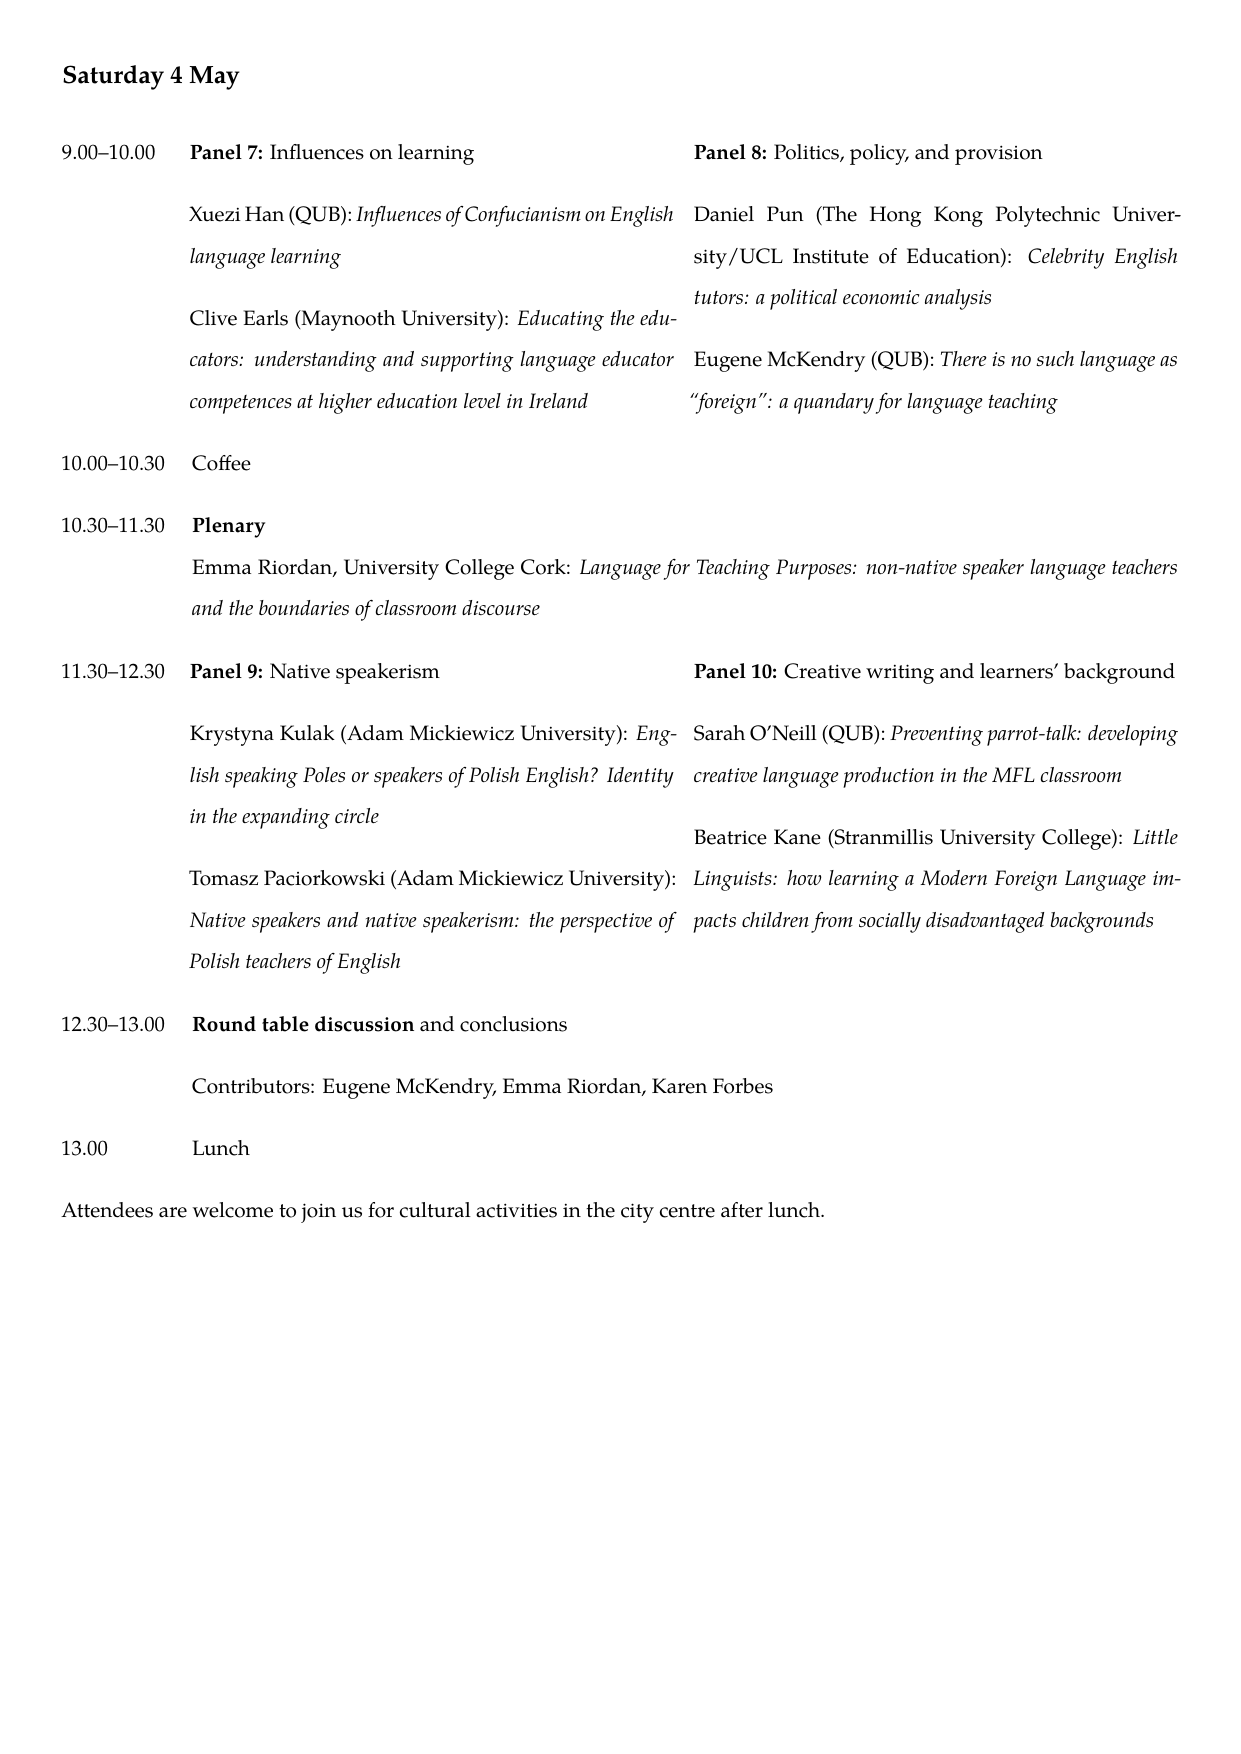 Saturday 4 May
9.00–10.00
Panel 7: Influences on learning
Xuezi Han (QUB): Influences of Confucianism on English
language learning
Clive Earls (Maynooth University): Educating the edu-
cators: understanding and supporting language educator
competences at higher education level in Ireland
Panel 8: Politics, policy, and provision
Daniel Pun (The Hong Kong Polytechnic Univer-
sity/UCL Institute of Education): Celebrity English
tutors: a political economic analysis
Eugene McKendry (QUB): There is no such language as
“foreign”: a quandary for language teaching
10.00–10.30 Coffee
10.30–11.30 Plenary
Emma Riordan, University College Cork: Language for Teaching Purposes: non-native speaker language teachers
and the boundaries of classroom discourse
11.30–12.30
Panel 9: Native speakerism
Krystyna Kulak (Adam Mickiewicz University): Eng-
lish speaking Poles or speakers of Polish English? Identity
in the expanding circle
Tomasz Paciorkowski (Adam Mickiewicz University):
Native speakers and native speakerism: the perspective of
Polish teachers of English
Panel 10: Creative writing and learners’ background
Sarah O’Neill (QUB): Preventing parrot-talk: developing
creative language production in the MFL classroom
Beatrice Kane (Stranmillis University College): Little
Linguists: how learning a Modern Foreign Language im-
pacts children from socially disadvantaged backgrounds
12.30–13.00 Round table discussion and conclusions
Contributors: Eugene McKendry, Emma Riordan, Karen Forbes
13.00 Lunch
Attendees are welcome to join us for cultural activities in the city centre after lunch.